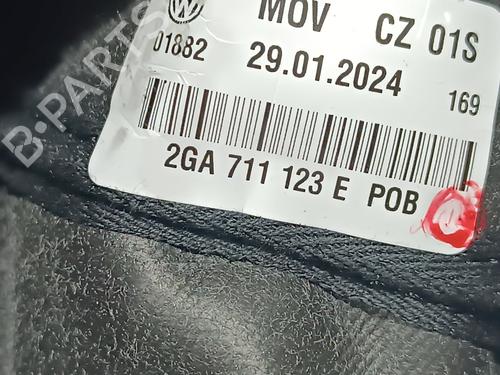 MOV CZ 01S
01882 29.01.2024
169
2GA 711 123 E POB
B-PARTS